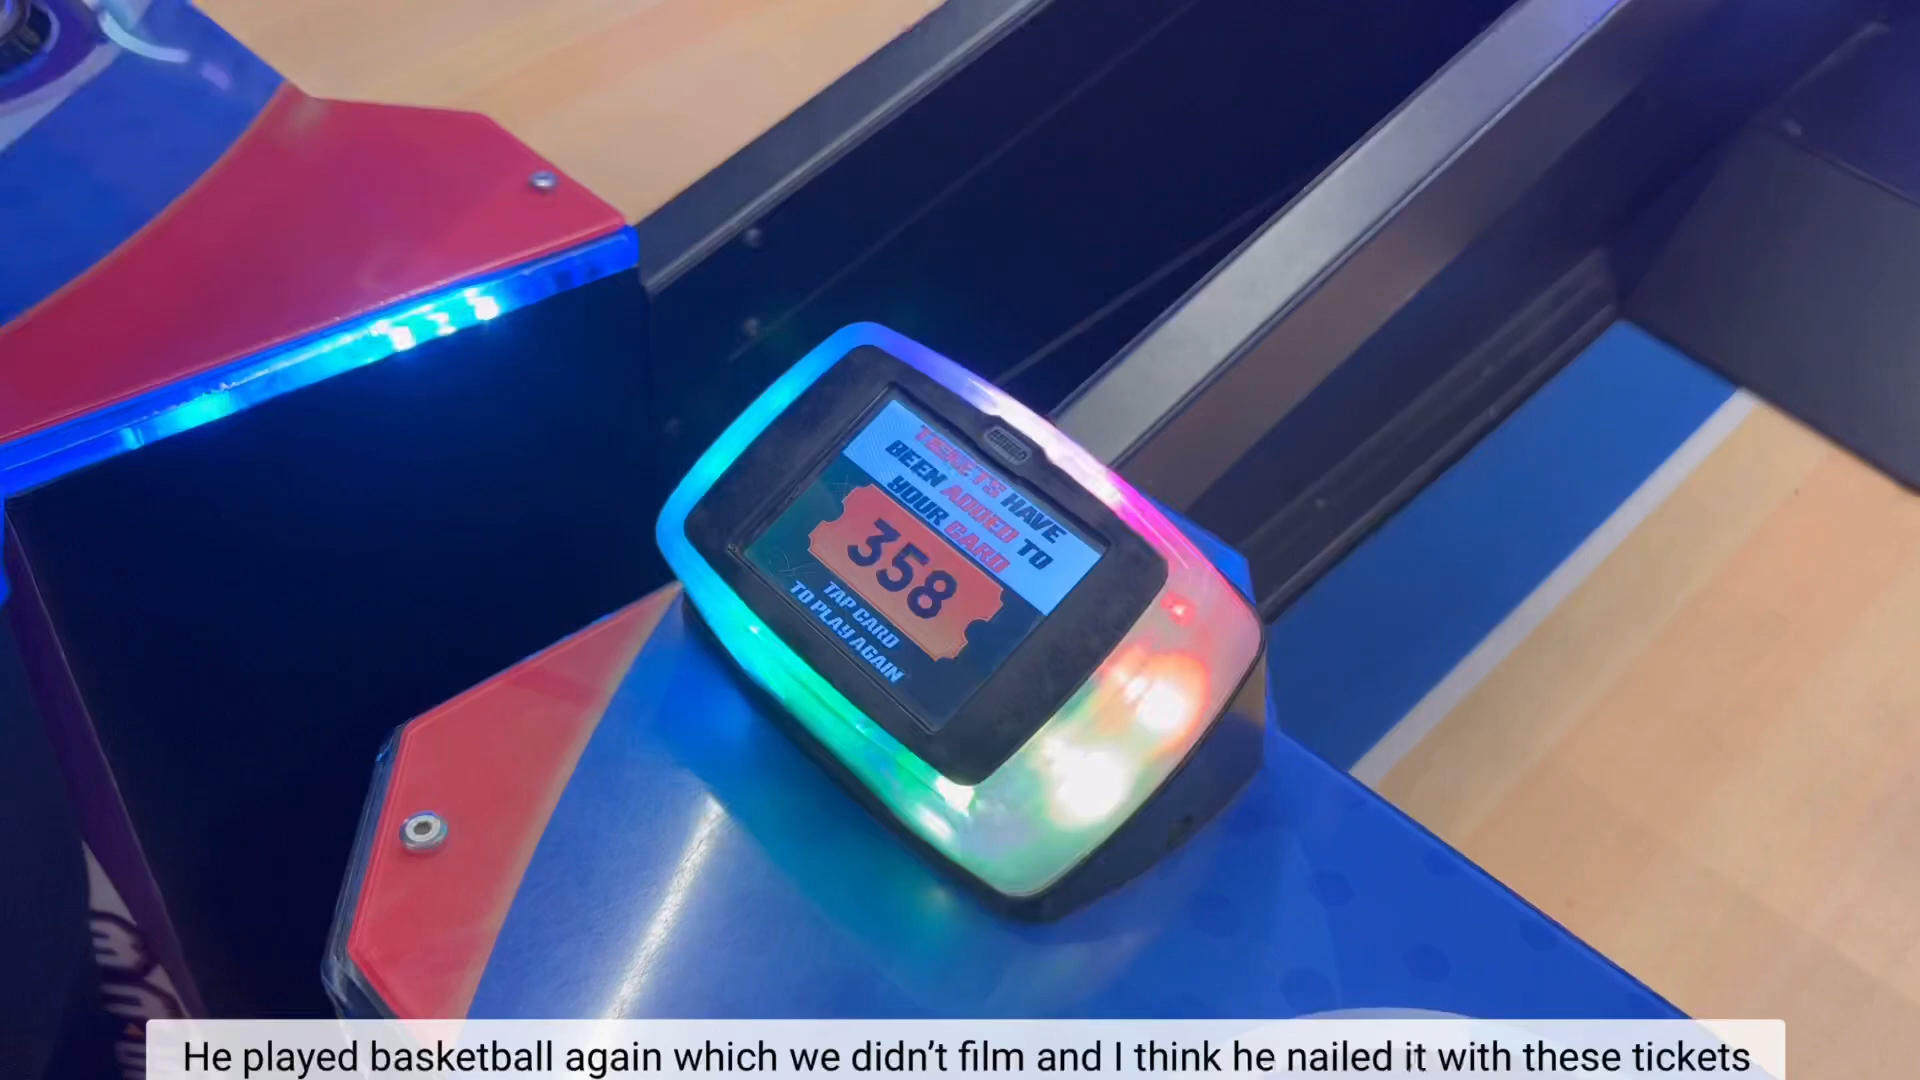 TICKETS HAVE
BEEN ADDED TO
YOUR CARD
358
TAP CARD
TO PLAY AGAIN
He played basketball again which we didn’t film and I think he nailed it with these tickets